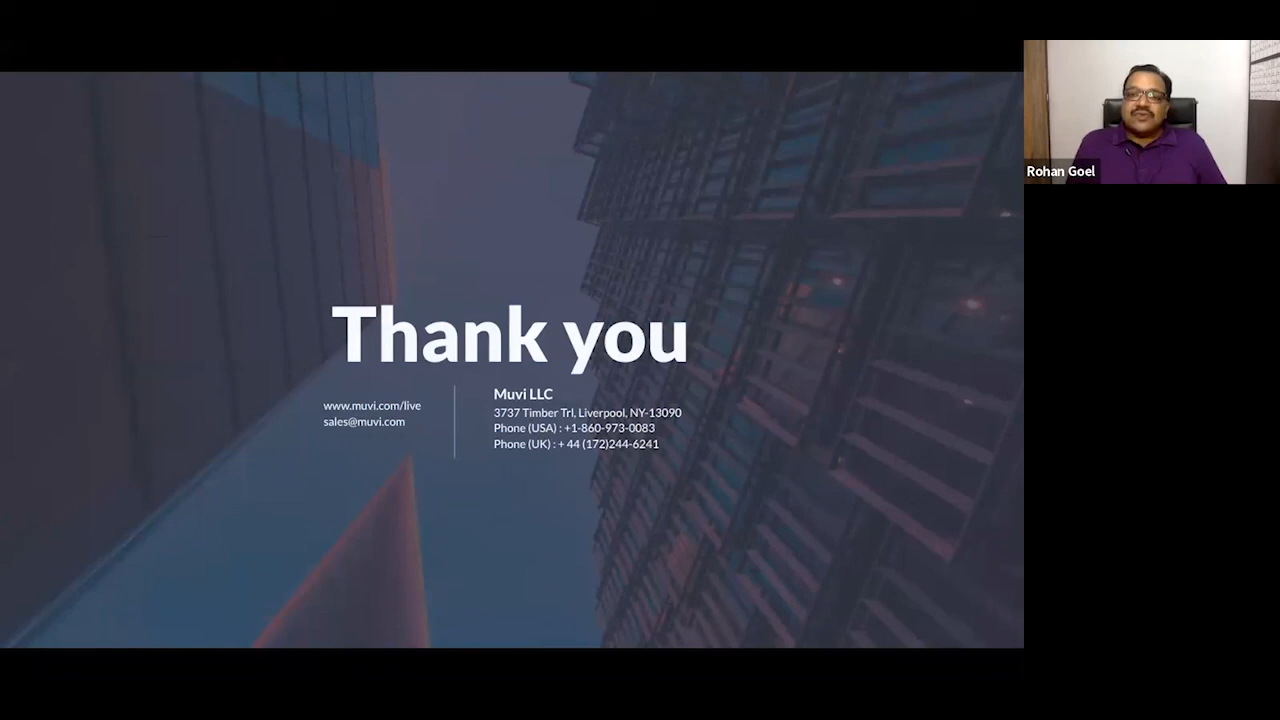 Thank you
www.muvi.com/live
sales@muvi.com
Muvi LLC
3737 Timber Trl, Liverpool, NY-13090
Phone (USA) : +1-860-973-0083
Phone (UK) : + 44 (172)244-6241
Rohan Goel